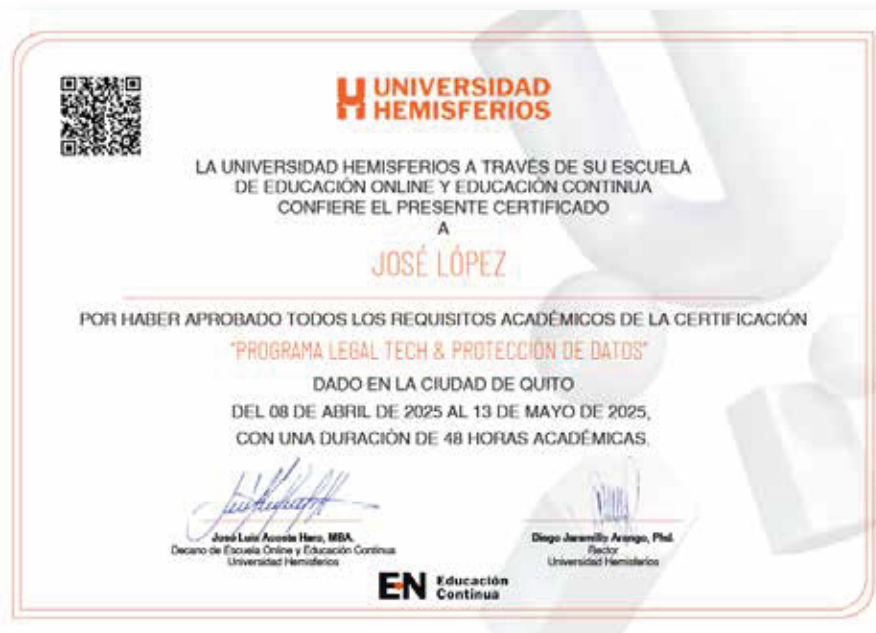 UNIVERSIDAD
HEMISFERIOS
LA UNIVERSIDAD HEMISFERIOS A TRAVÉS DE SU ESCUELA
DE EDUCACIÓN ONLINE Y EDUCACIÓN CONTINUA
CONFIERE EL PRESENTE CERTIFICADO
A
JOSÉ LÓPEZ
POR HABER APROBADO TODOS LOS REQUISITOS ACADÉMICOS DE LA CERTIFICACIÓN
"PROGRAMA LEGAL TECH & PROTECCIÓN DE DATOS"
DADO EN LA CIUDAD DE QUITO
DEL 08 DE ABRIL DE 2025 AL 13 DE MAYO DE 2025,
CON UNA DURACIÓN DE 48 HORAS ACADÉMICAS.
José Luis Acosta Haro, MBA.
Decano de Escuela Online y Educación Continua
Universidad Hemisferios
Diego Jaramillo Arango, Phd.
Rector
Universidad Hemisferios
EN Educación
Continua